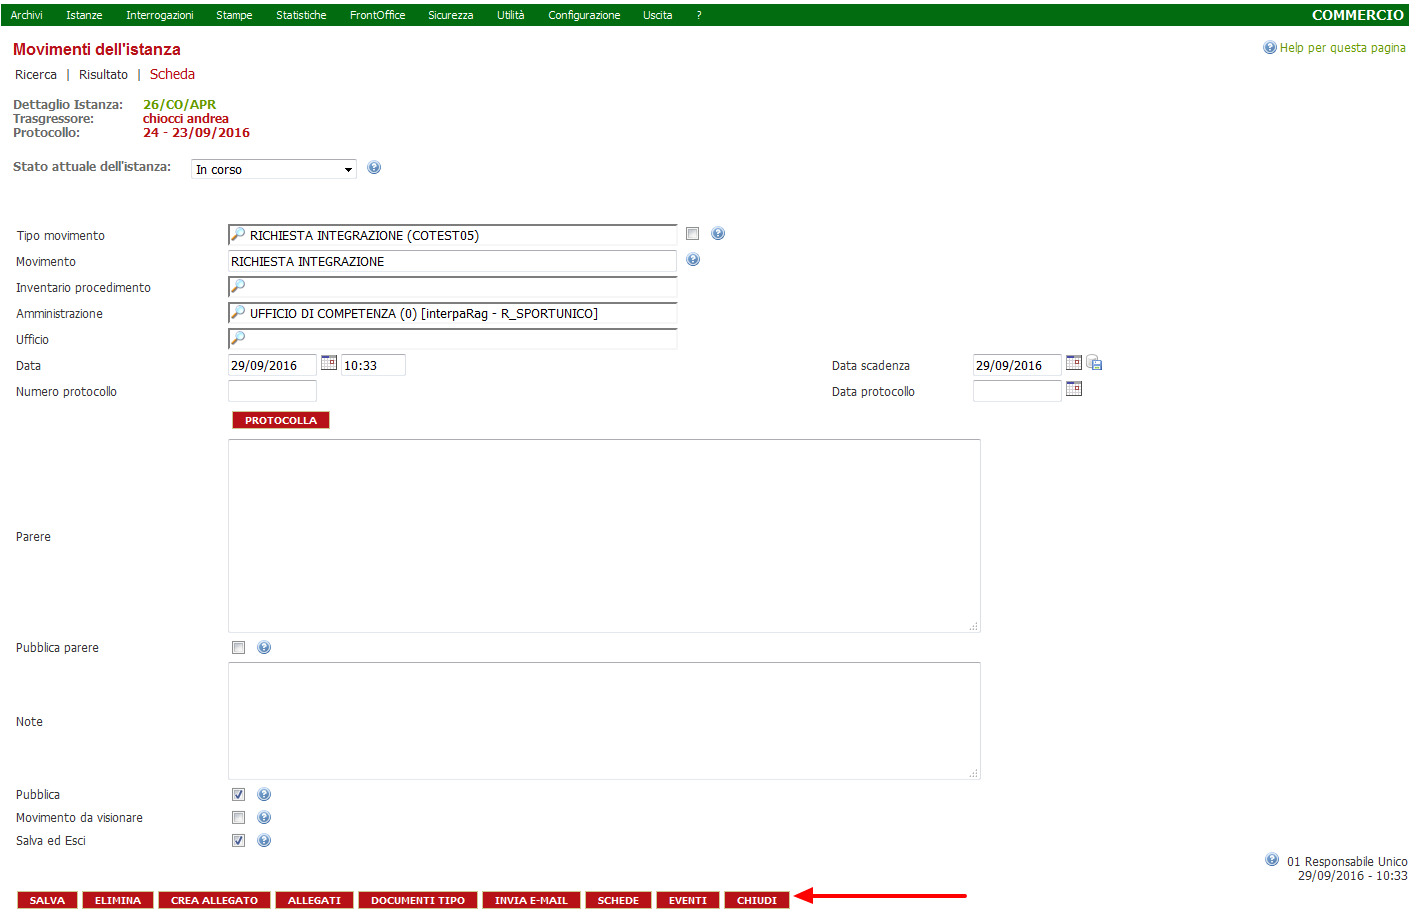 Archivi Istanze Interrogazioni Stampe Statistiche FrontOffice Sicurezza Utilità Configurazione Uscita ? COMMERCIO
Movimenti dell'istanza
Help per questa pagina
Ricerca | Risultato | Scheda
Dettaglio Istanza: 26/CO/APR
Trasgressore: chiocci andrea
Protocollo: 24 - 23/09/2016
Stato attuale dell'istanza: In corso
Tipo movimento RICHIESTA INTEGRAZIONE (COTEST05)
Movimento RICHIESTA INTEGRAZIONE
Inventario procedimento
Amministrazione UFFICIO DI COMPETENZA (0) [interpaRag - R_SPORTUNICO]
Ufficio
Data 29/09/2016 10:33 Data scadenza 29/09/2016
Numero protocollo Data protocollo
PROTOCOLLA
Parere
Pubblica parere
Note
Pubblica
Movimento da visionare
Salva ed Esci
01 Responsabile Unico
29/09/2016 - 10:33
SALVA ELIMINA CREA ALLEGATO ALLEGATI DOCUMENTI TIPO INVIA E-MAIL SCHEDE EVENTI CHIUDI